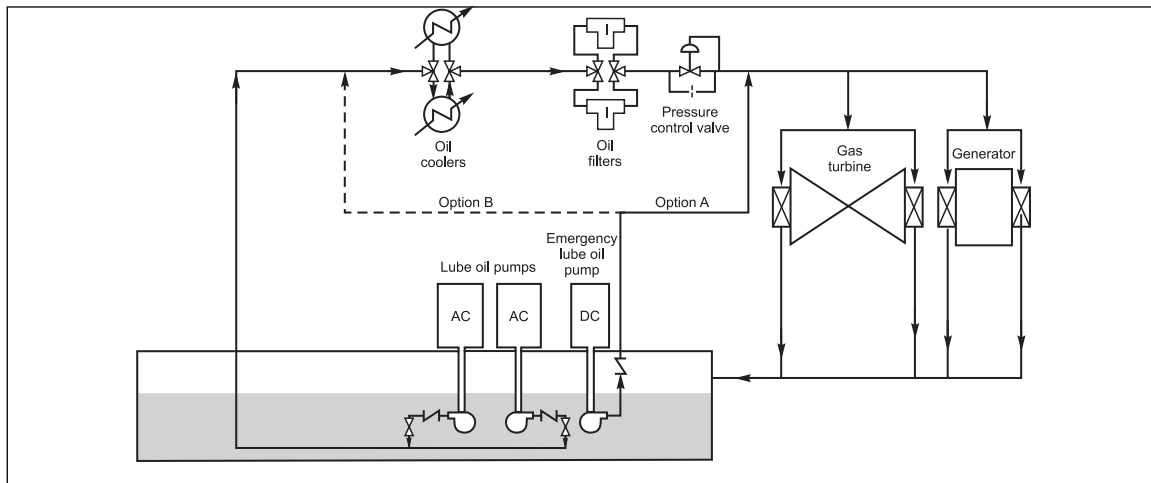 Oil
coolers
Oil
filters
Pressure
control valve
Gas
turbine
Generator
Option B
Option A
Emergency
lube oil
pump
Lube oil pumps
AC
AC
DC